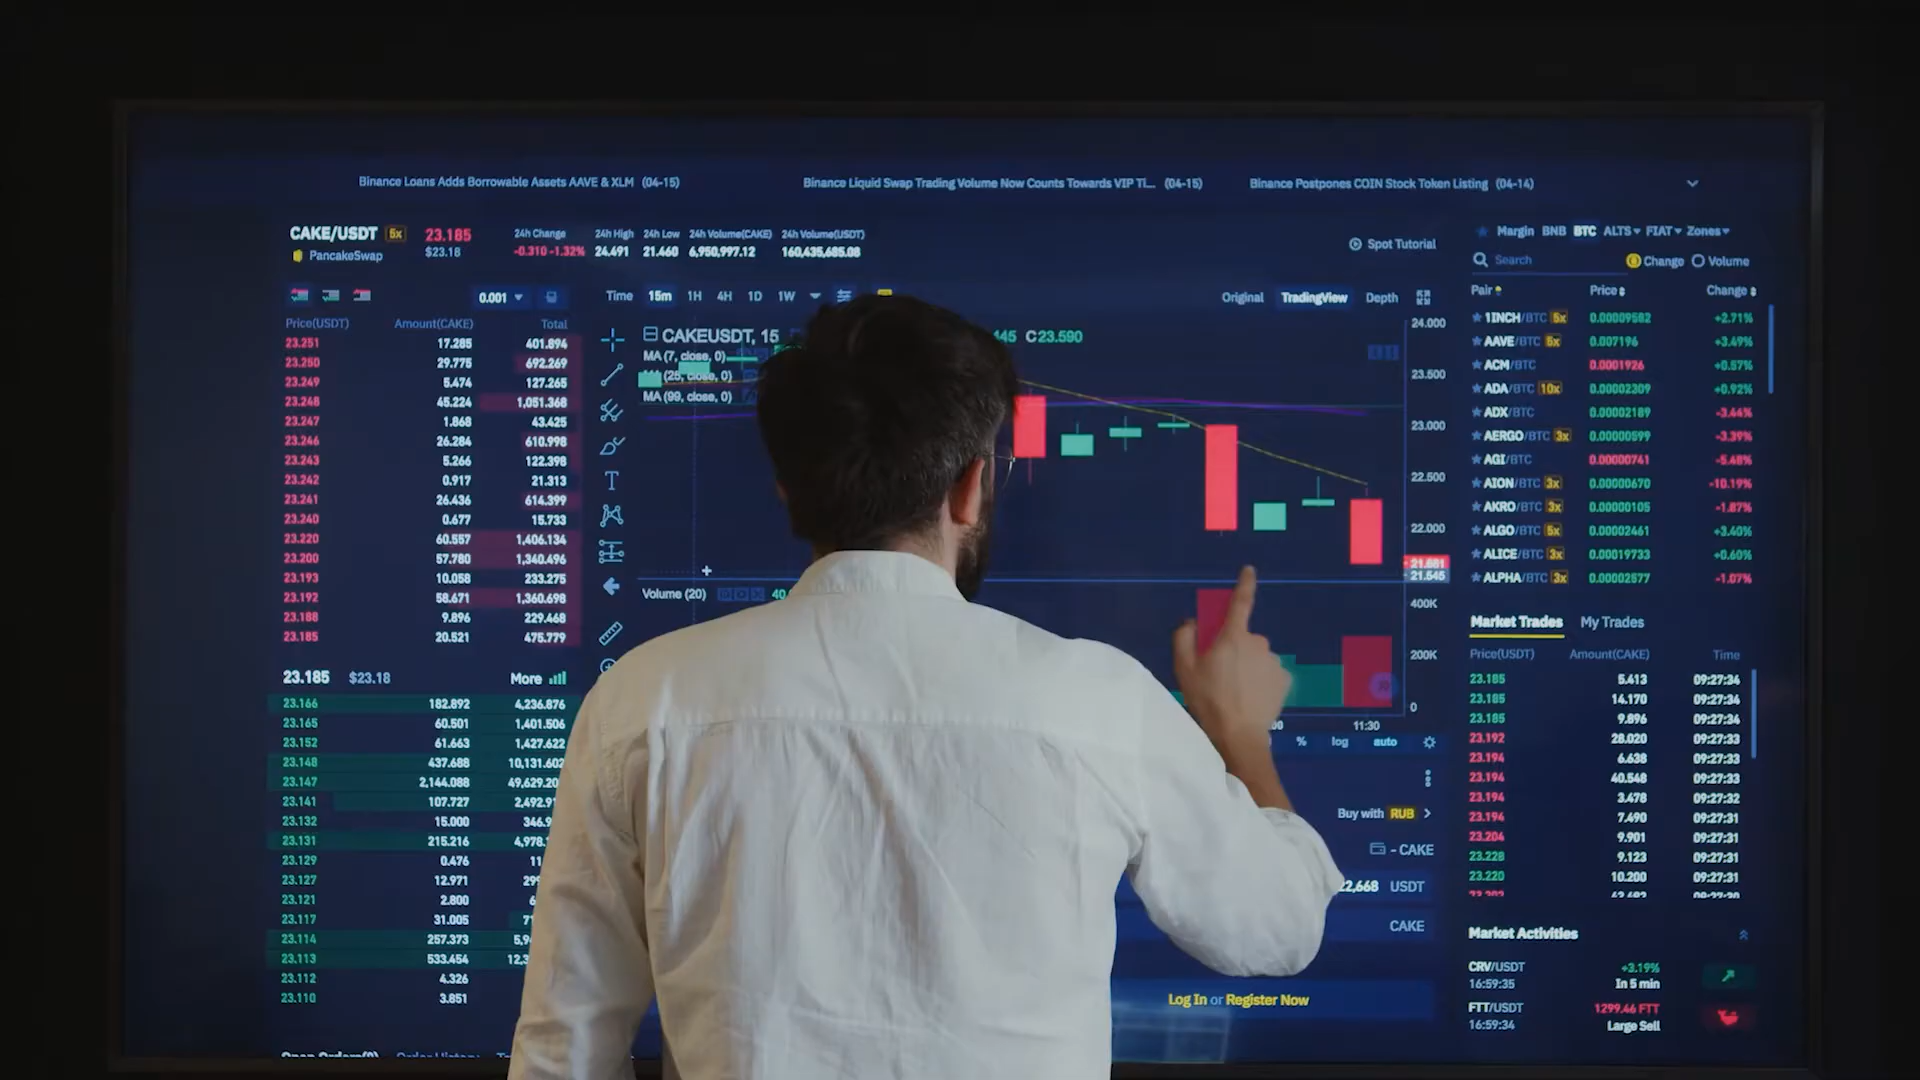 Binance Loans Adds Borrowable Assets AAVE & XLM (04-15)
Binance Liquid Swap Trading Volume Now Counts Towards VIP Ti... (04-15)
Binance Postpones COIN Stock Token Listing (04-14)
CAKE/USDT 5x 23.185
PancakeSwap $23.18
24h Change 24h High 24h Low 24h Volume(CAKE) 24h Volume(USDT)
-0.310 -1.32% 24.491 21.460 6,950,997.12 160,435,685.08
Spot Tutorial
0.001
Price(USDT) Amount(CAKE) Total
23.251 17.285 401.894
23.250 29.775 692.269
23.249 5.474 127.265
23.248 45.224 1,051.368
23.247 1.868 43.425
23.246 26.284 610.998
23.243 5.266 122.398
23.242 0.917 21.313
23.241 26.436 614.399
23.240 0.677 15.733
23.220 60.557 1,406.134
23.200 57.780 1,340.496
23.193 10.058 233.275
23.192 58.671 1,360.698
23.188 9.896 229.468
23.185 20.521 475.779
23.185 $23.18 More
23.166 182.892 4,236.876
23.165 60.501 1,401.506
23.152 61.663 1,427.622
23.148 437.688 10,131.602
23.147 2,144.088 49,629.20
23.141 107.727 2,492.9
23.132 15.000 346.9
23.131 215.216 4,978.
23.129 0.476 11
23.127 12.971 29
23.121 2.800 6
23.117 31.005 7
23.114 257.373 5,9
23.113 533.454 12,3
23.112 4.326
23.110 3.851
Open Orders(0) Order History
Time 15m 1H 4H 1D 1W
Original TradingView Depth
CAKEUSDT, 15 445 C23.590
MA (7, close, 0)
MA (25, close, 0)
MA (99, close, 0)
24.000
23.500
23.000
22.500
22.000
21.661
21.545
Volume (20) 40
400K
200K
0
11:30
% log auto
Buy with RUB
- CAKE
22,668 USDT
CAKE
Log In or Register Now
Margin BNB BTC ALTS FIAT Zones
Search Change Volume
Pair Price Change
1INCH/BTC 5x 0.00009582 +2.71%
AAVE/BTC 5x 0.007196 +3.49%
ACM/BTC 0.0001926 +0.57%
ADA/BTC 10x 0.00002309 +0.92%
ADX/BTC 0.00002189 -3.44%
AERGO/BTC 3x 0.00000599 -3.39%
AGI/BTC 0.00000741 -5.48%
AION/BTC 3x 0.00000670 -10.19%
AKRO/BTC 3x 0.00000105 -1.87%
ALGO/BTC 5x 0.00002461 +3.40%
ALICE/BTC 3x 0.00019733 +0.60%
ALPHA/BTC 3x 0.00002577 -1.07%
Market Trades My Trades
Price(USDT) Amount(CAKE) Time
23.185 5.413 09:27:34
23.185 14.170 09:27:34
23.185 9.896 09:27:34
23.192 28.020 09:27:33
23.194 6.638 09:27:33
23.194 40.548 09:27:33
23.194 3.478 09:27:32
23.194 7.490 09:27:31
23.204 9.901 09:27:31
23.228 9.123 09:27:31
23.220 10.200 09:27:31
Market Activities
CRV/USDT +3.19%
16:59:35 In 5 min
FTT/USDT 1299.46 FTT
16:59:34 Large Sell